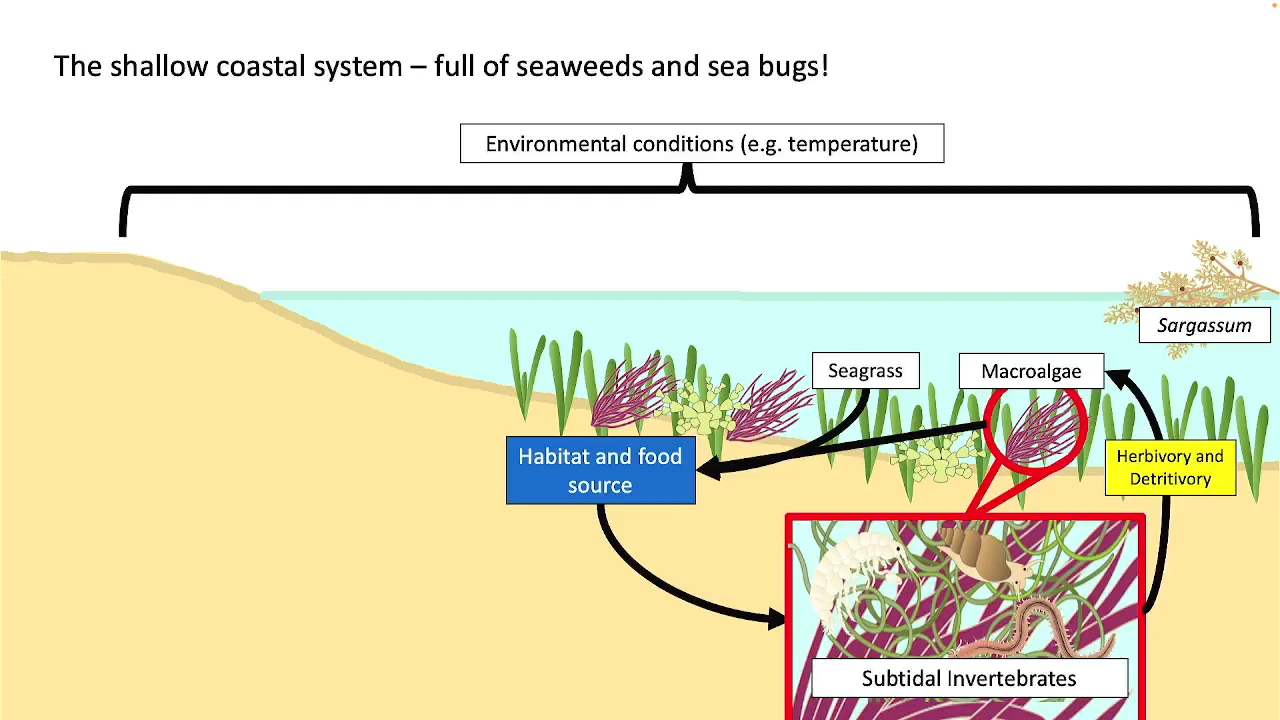 The shallow coastal system – full of seaweeds and sea bugs!
Environmental conditions (e.g. temperature)
Sargassum
Seagrass
Macroalgae
Habitat and food
source
Herbivory and
Detritivory
Subtidal Invertebrates